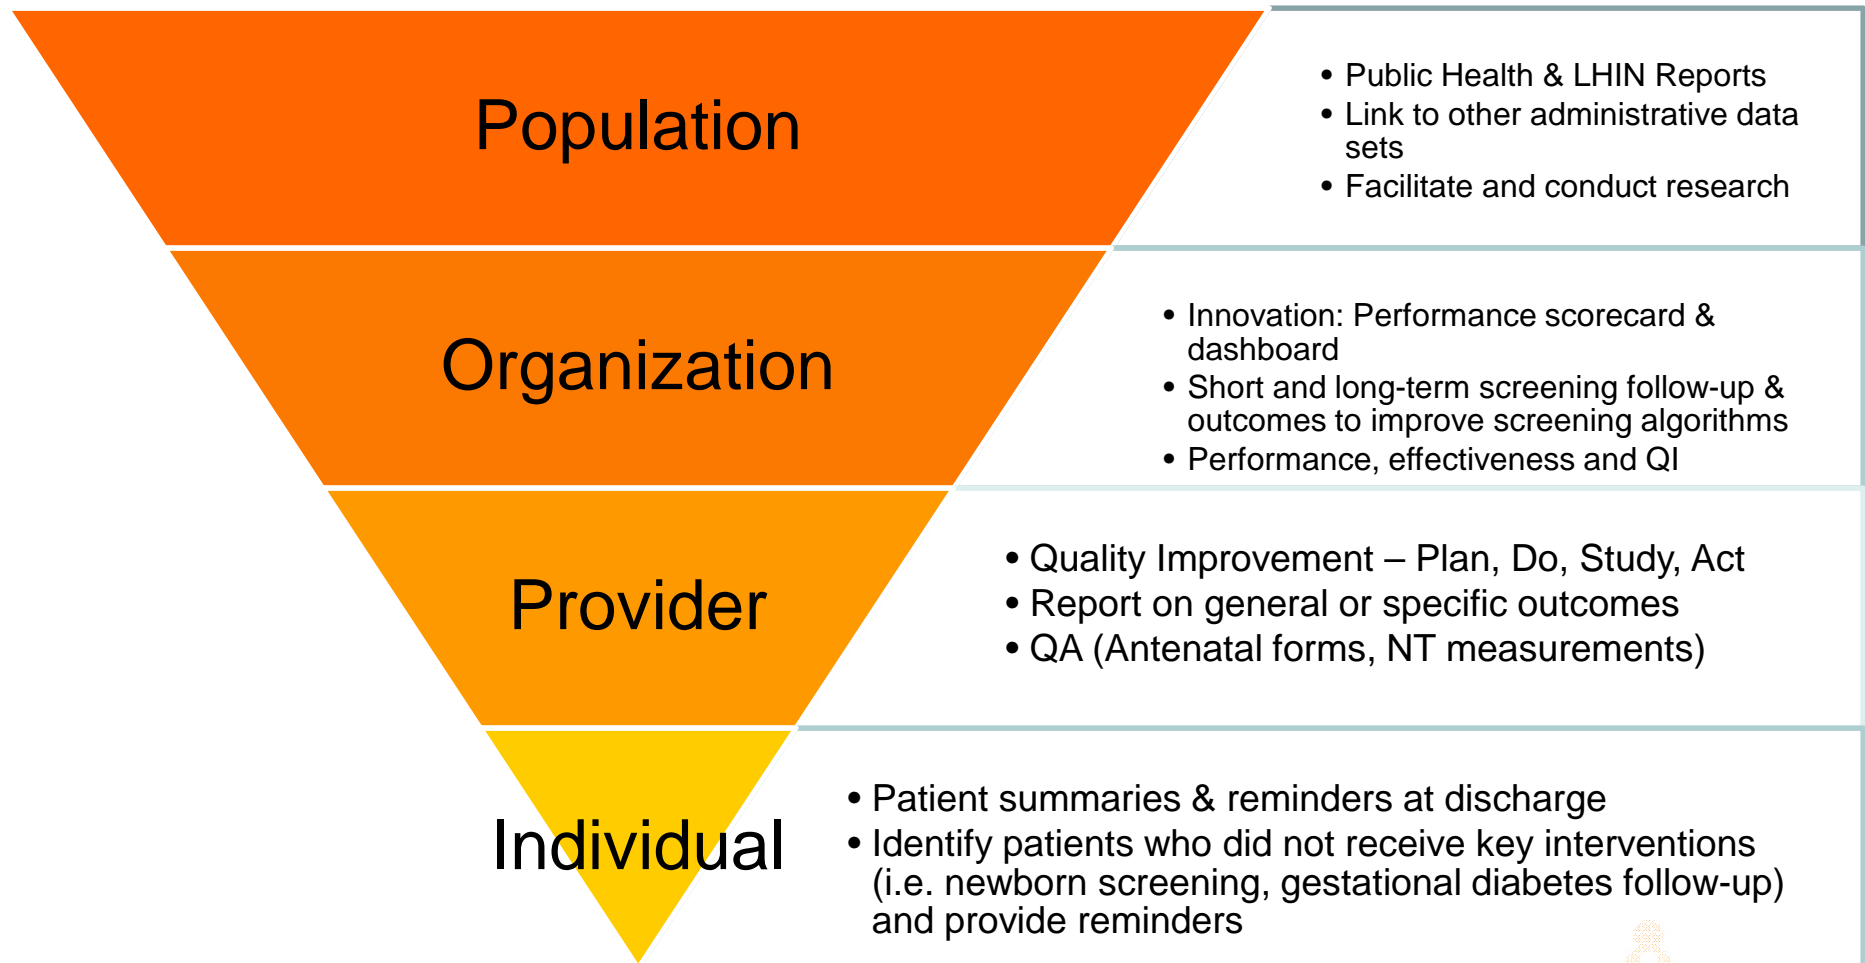 Population
• Public Health & LHIN Reports
• Link to other administrative data
sets
• Facilitate and conduct research
Organization
• Innovation: Performance scorecard &
dashboard
• Short and long-term screening follow-up &
outcomes to improve screening algorithms
• Performance, effectiveness and QI
Provider
• Quality Improvement – Plan, Do, Study, Act
• Report on general or specific outcomes
• QA (Antenatal forms, NT measurements)
Individual
• Patient summaries & reminders at discharge
• Identify patients who did not receive key interventions
(i.e. newborn screening, gestational diabetes follow-up)
and provide reminders